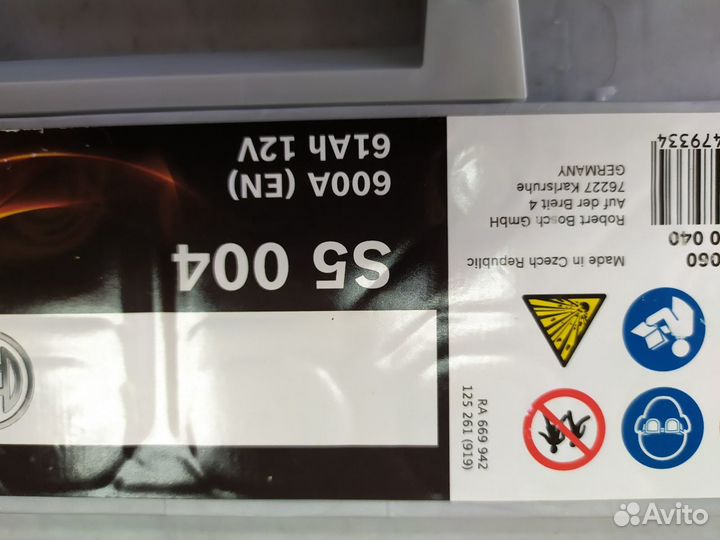 S5 004
600A (EN)
61Ah 12V
Made in Czech Republic
Robert Bosch GmbH
Auf der Breit 4
76227 Karlsruhe
GERMANY
060
0 040
479334
RA 669 942
125 261 (919)
Avito